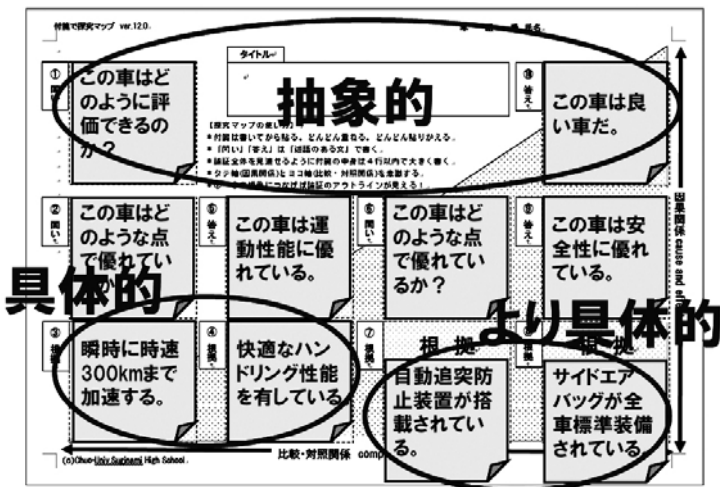 付箋で探究マップ ver.12.0.
タイトル
抽象的
①
問い
この車はど
のように評
価できるの
か?
⑩
答え
この車は良
い車だ。
*付箋は書いてから貼る、どんどん重ねる、どんどん貼りかえる.
*「問い」「答え」は「述語のある文」で書く.
*論証全体を見渡せるように付箋の中身は4行以内で大きく書く.
*タテ軸(因果関係)とヨコ軸(比較・対照関係)を意識する.
②
問い
この車はど
のような点
で優れてい
るか?
⑤
答え
この車は運
動性能に優
れている。
⑥
問い
この車はど
のような点
で優れてい
るか?
答え
この車は安
全性に優れ
ている。
因果関係 cause and
具体的
より具体的
③
根拠
瞬時に時速
300kmまで
加速する。
④
根拠
快適なハン
ドリング性能
を有している
⑦
根拠
根拠
自動追突防
止装置が搭
載されてい
る。
根拠
根拠
サイドエア
バッグが全
車標準装備
されている
比較・対照関係 comp
(c)Chuo-Univ.Suginami High School.